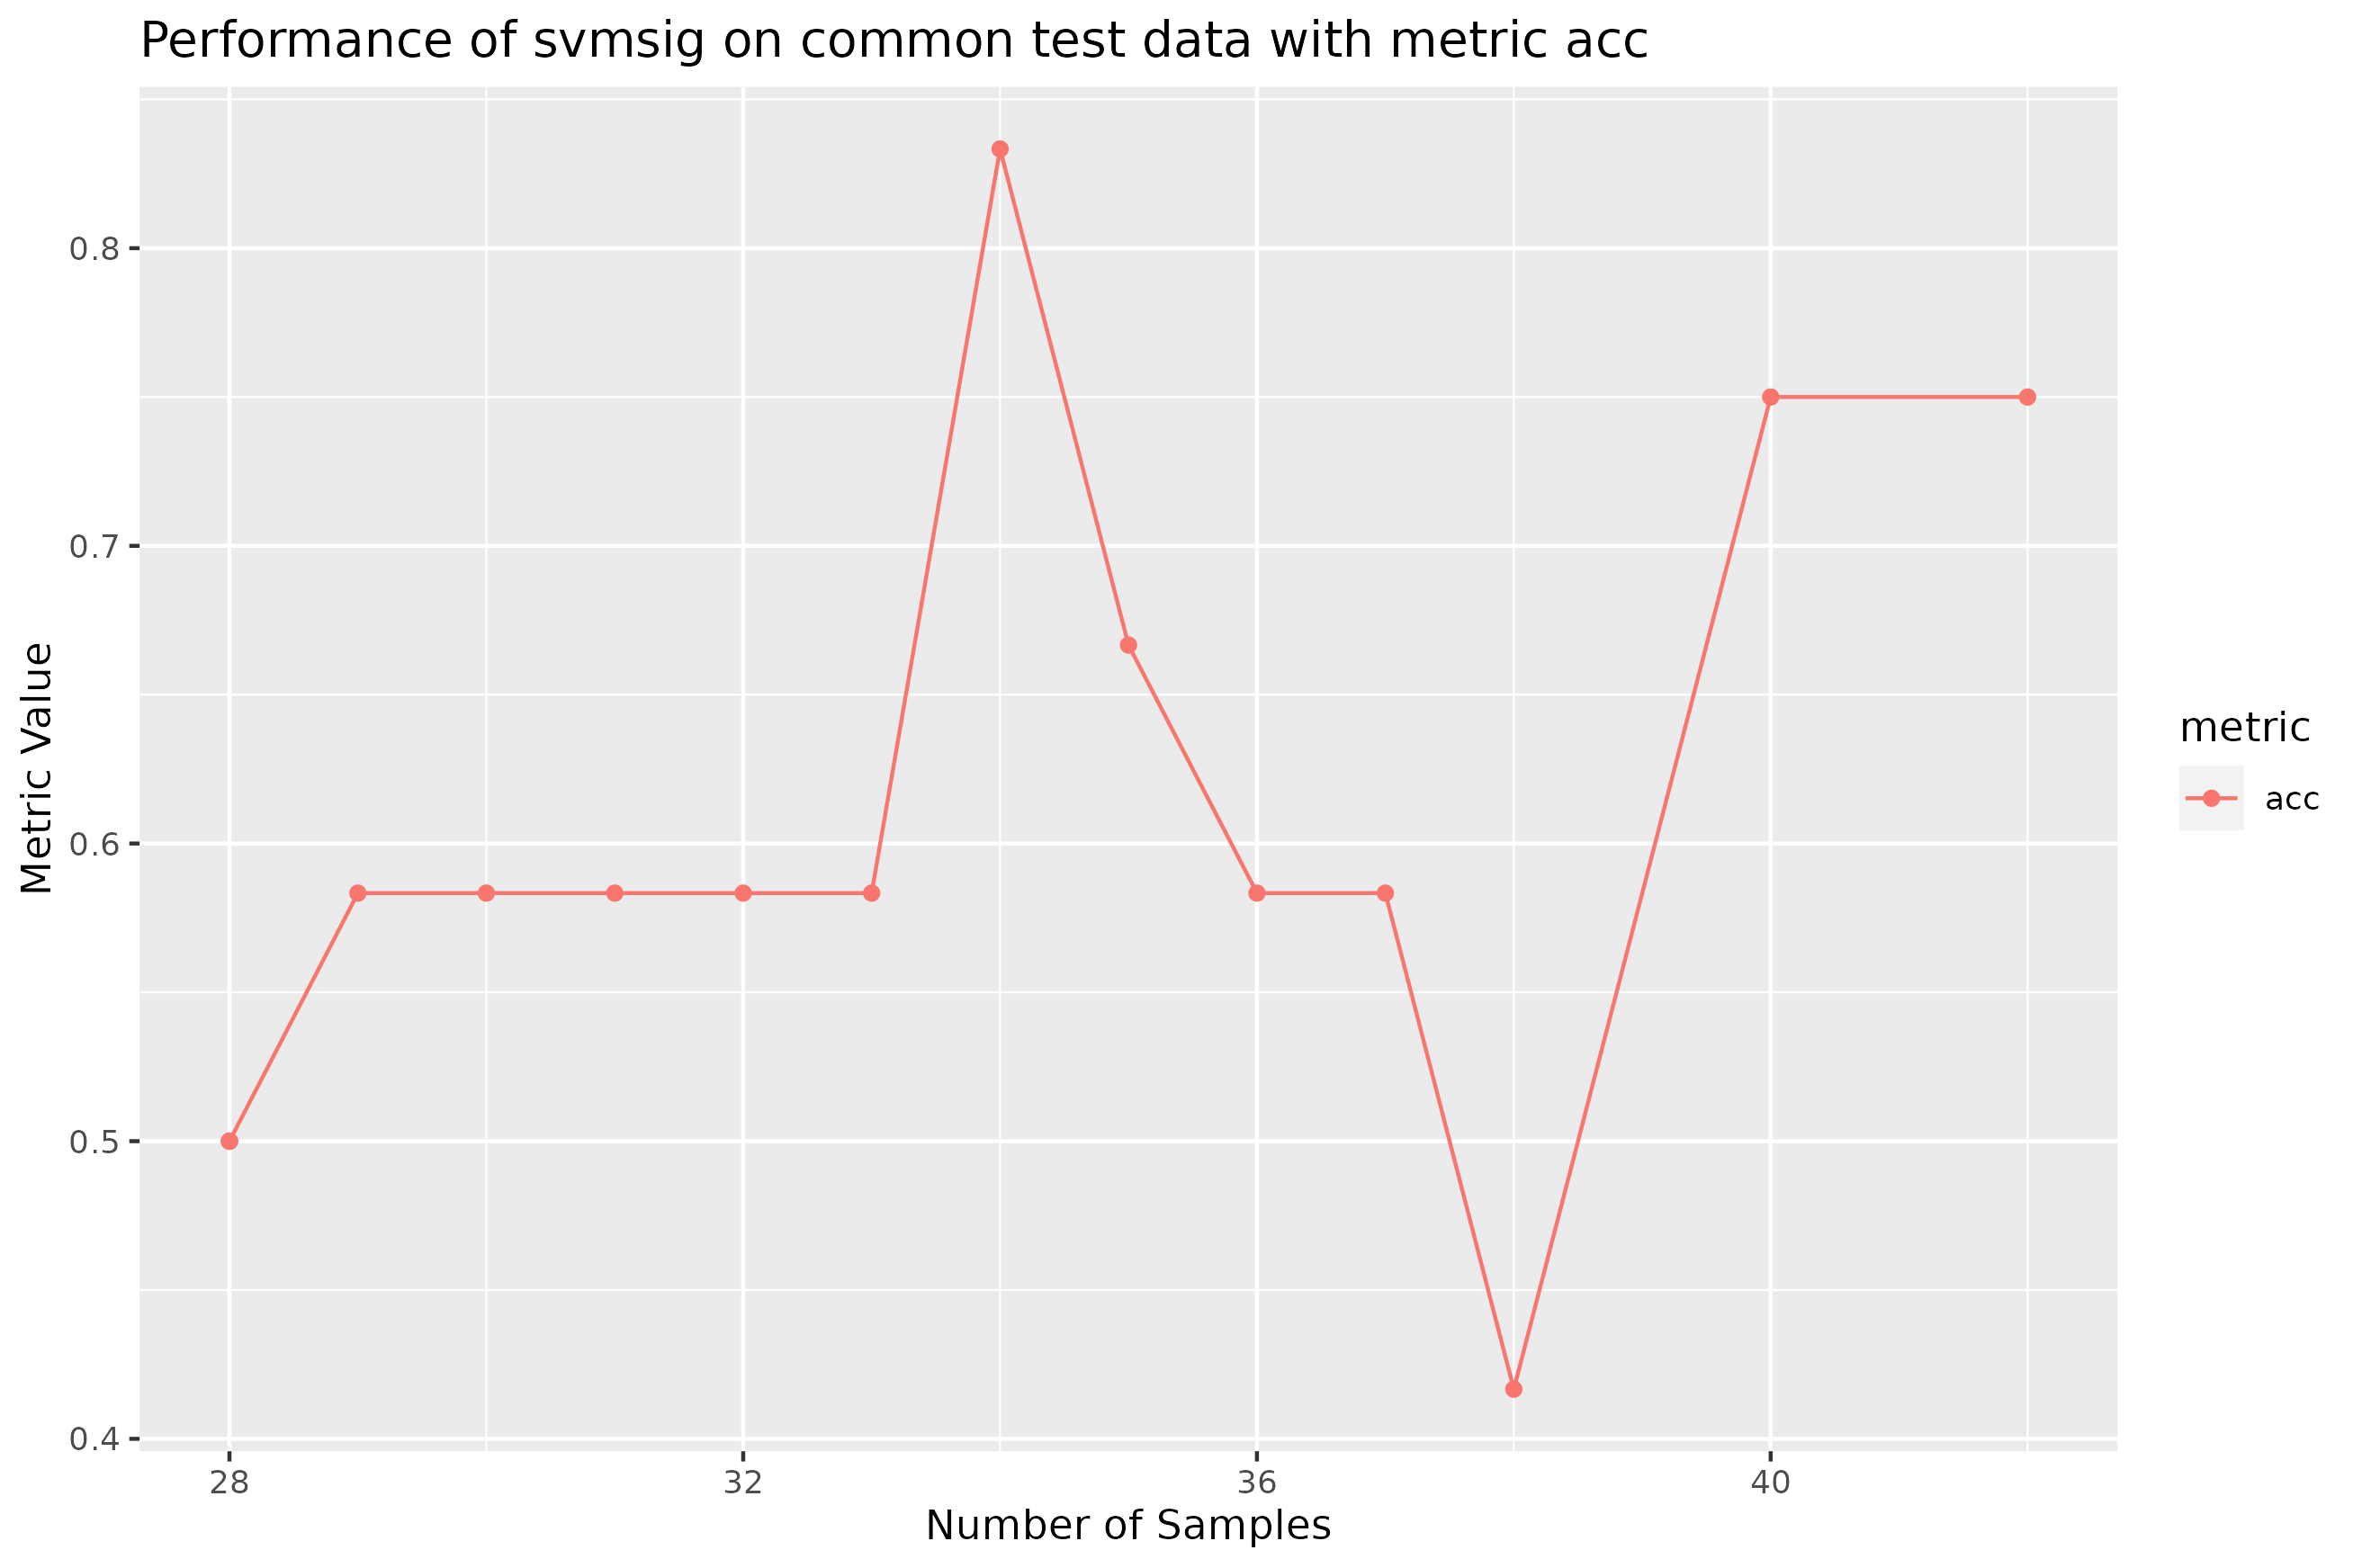 Performance of svmsig on common test data with metric acc
Metric Value
0.8
0.7
0.6
0.5
0.4
28 32 36 40
Number of Samples
metric
acc